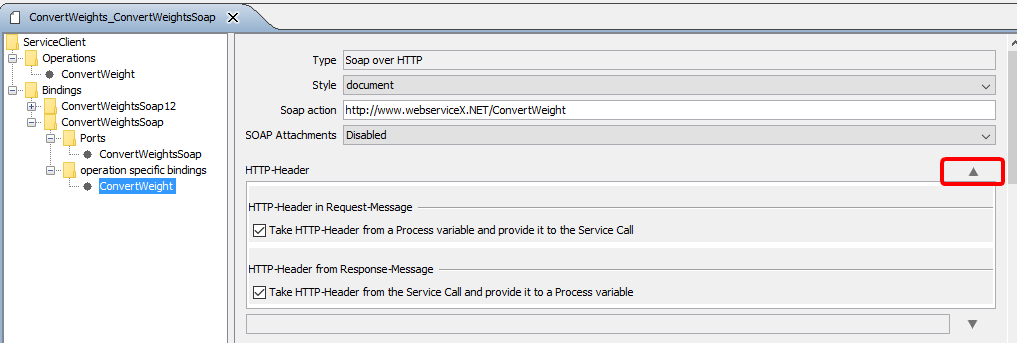 ConvertWeights_ConvertWeightsSoap
ServiceClient
Operations
ConvertWeight
Bindings
ConvertWeightsSoap12
ConvertWeightsSoap
Ports
ConvertWeightsSoap
operation specific bindings
ConvertWeight
Type Soap over HTTP
Style document
Soap action http://www.webserviceX.NET/ConvertWeight
SOAP Attachments Disabled
HTTP-Header
HTTP-Header in Request-Message
Take HTTP-Header from a Process variable and provide it to the Service Call
HTTP-Header from Response-Message
Take HTTP-Header from the Service Call and provide it to a Process variable